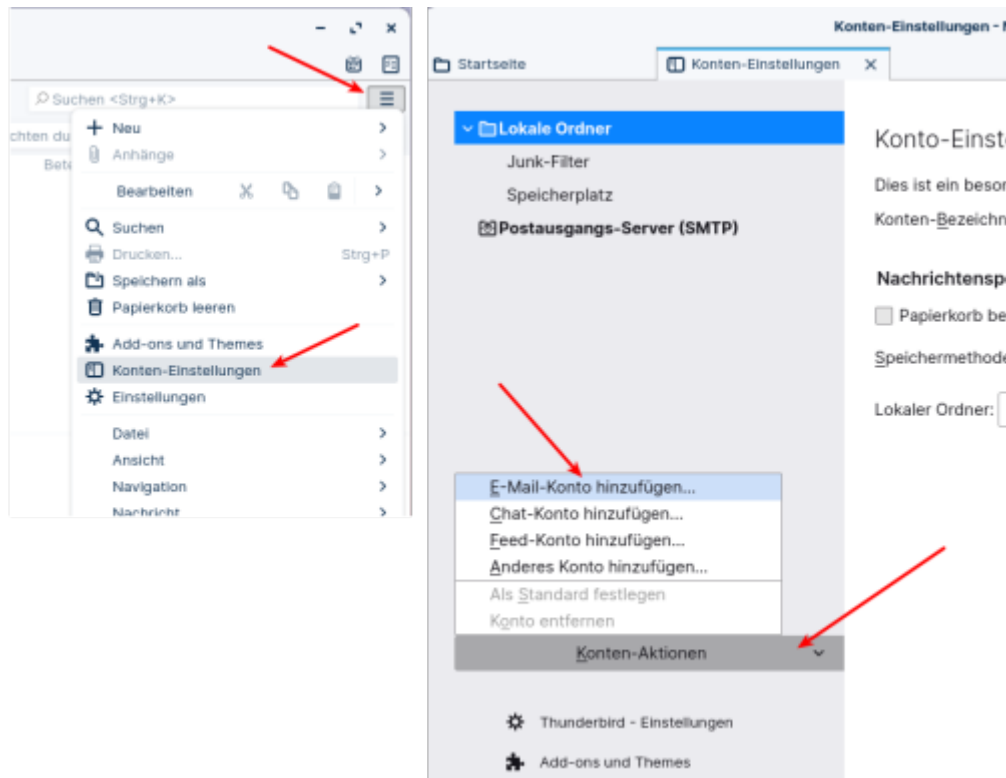 Suchen <Strg+K>
chten du
Bete
Neu
Anhänge
Bearbeiten
Suchen
Drucken... Strg+P
Speichern als
Papierkorb leeren
Add-ons und Themes
Konten-Einstellungen
Einstellungen
Datei
Ansicht
Navigation
Nachricht
Konten-Einstellungen -
Startseite Konten-Einstellungen
Lokale Ordner
Junk-Filter
Speicherplatz
Postausgangs-Server (SMTP)
E-Mail-Konto hinzufügen...
Chat-Konto hinzufügen...
Feed-Konto hinzufügen...
Anderes Konto hinzufügen...
Als Standard festlegen
Konto entfernen
Konten-Aktionen
Thunderbird - Einstellungen
Add-ons und Themes
Konto-Einst
Dies ist ein beson
Konten-Bezeichn
Nachrichtensp
Papierkorb be
Speichermethode
Lokaler Ordner: